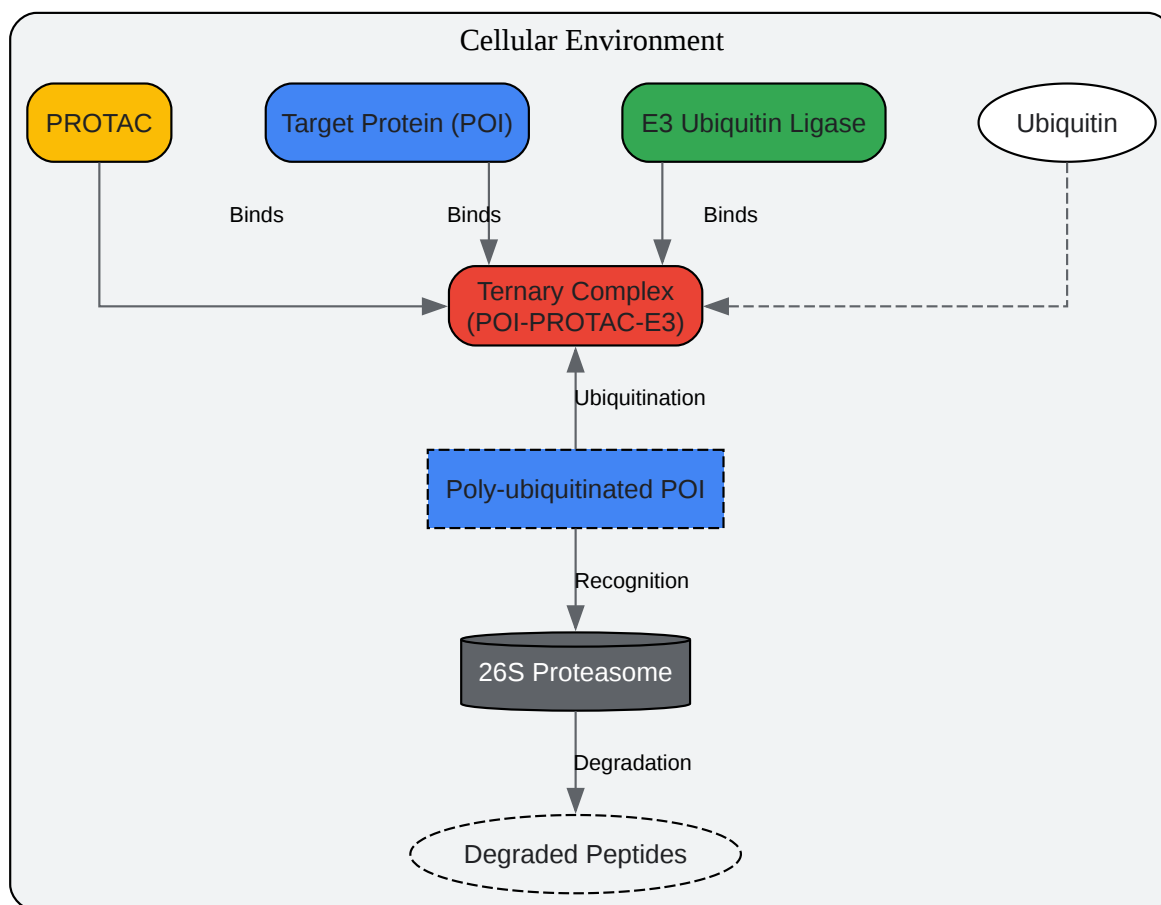 Cellular Environment
PROTAC
Target Protein (POI)
E3 Ubiquitin Ligase
Ubiquitin
Binds
Binds
Binds
Ternary Complex
(POI-PROTAC-E3)
Ubiquitination
Poly-ubiquitinated POI
Recognition
26S Proteasome
Degradation
Degraded Peptides